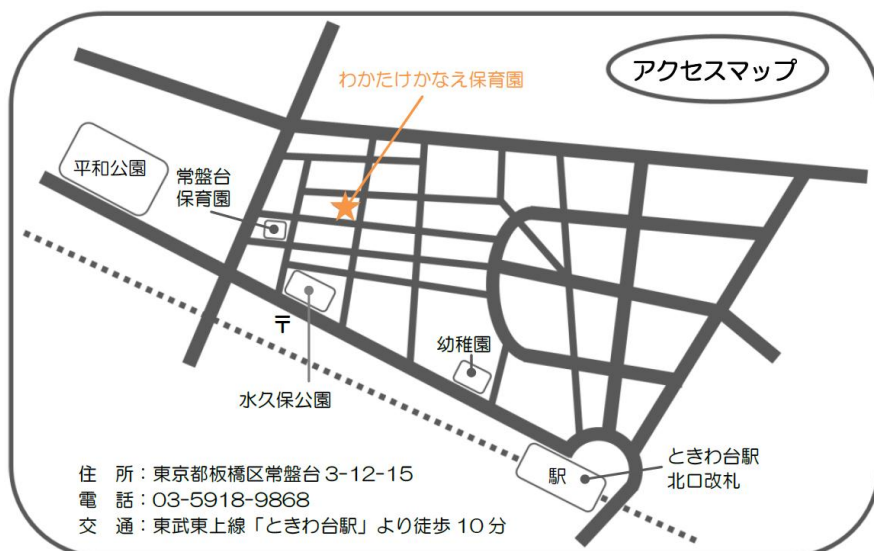 アクセスマップ
わかたけかなえ保育園
平和公園
常盤台
保育園
〒
幼稚園
水久保公園
駅
ときわ台駅
北口改札
住　所：東京都板橋区常盤台3-12-15
電　話：03-5918-9868
交　通：東武東上線「ときわ台駅」より徒歩10分